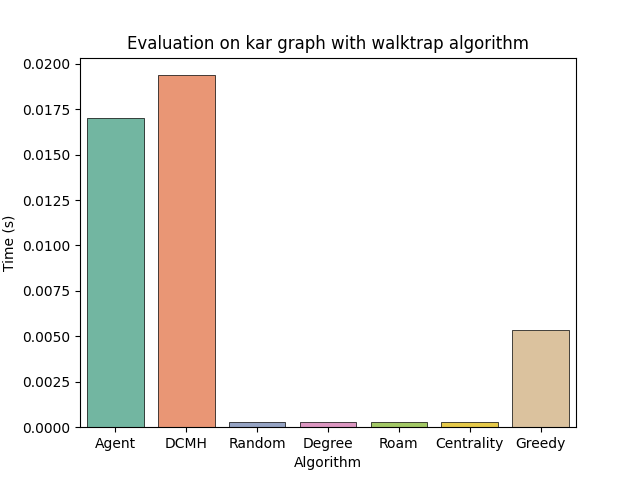 Evaluation on kar graph with walktrap algorithm
0.0200
0.0175
0.0150
0.0125
0.0100
0.0075
0.0050
0.0025
0.0000
Time (s)
Agent DCMH Random Degree Roam Centrality Greedy
Algorithm